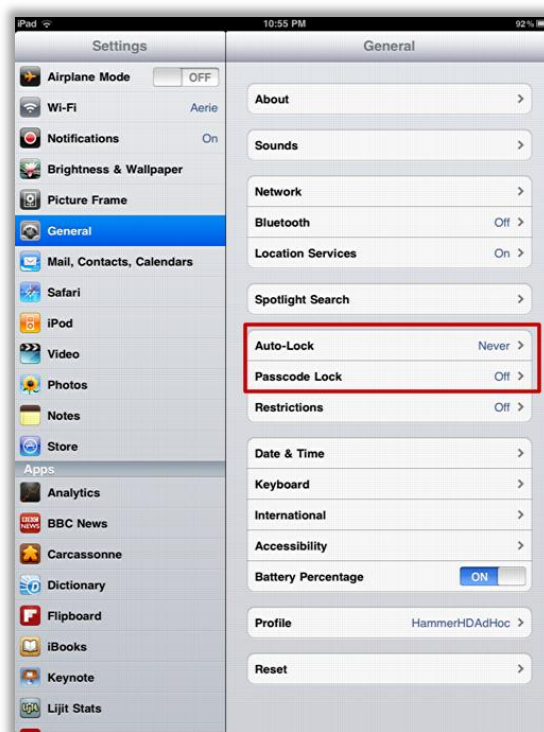 iPad 10:55 PM 92%
Settings
Airplane Mode OFF
Wi-Fi Aerie
Notifications On
Brightness & Wallpaper
Picture Frame
General
Mail, Contacts, Calendars
Safari
iPod
Video
Photos
Notes
Store
Apps
Analytics
BBC News
Carcassonne
Dictionary
Flipboard
iBooks
Keynote
Lijit Stats
General
About
Sounds
Network
Bluetooth Off
Location Services On
Spotlight Search
Auto-Lock Never
Passcode Lock Off
Restrictions Off
Date & Time
Keyboard
International
Accessibility
Battery Percentage ON
Profile HammerHDAdHoc
Reset